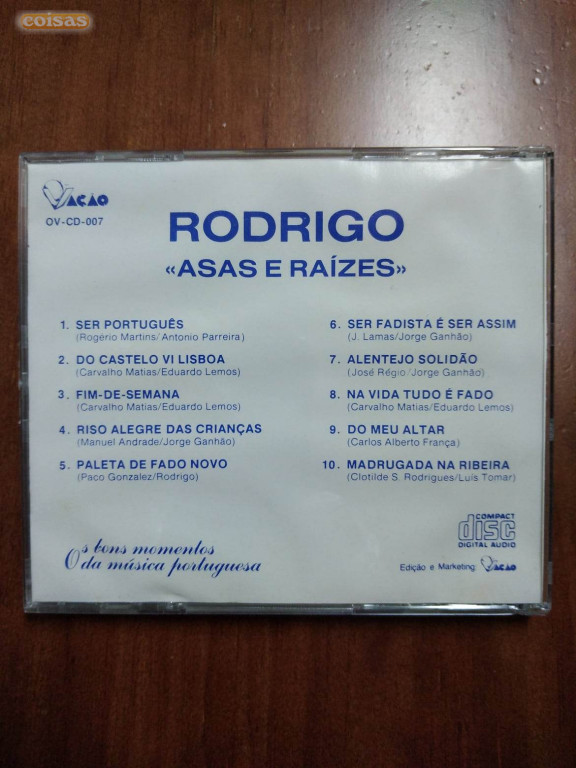 coisas
OVAÇÃO
OV-CD-007
RODRIGO
«ASAS E RAÍZES»
1. SER PORTUGUÊS
(Rogério Martins/Antonio Parreira)
2. DO CASTELO VI LISBOA
(Carvalho Matias/Eduardo Lemos)
3. FIM-DE-SEMANA
(Carvalho Matias/Eduardo Lemos)
4. RISO ALEGRE DAS CRIANÇAS
(Manuel Andrade/Jorge Ganhão)
5. PALETA DE FADO NOVO
(Paco Gonzalez/Rodrigo)
6. SER FADISTA É SER ASSIM
(J. Lamas/Jorge Ganhão)
7. ALENTEJO SOLIDÃO
(José Régio/Jorge Ganhão)
8. NA VIDA TUDO É FADO
(Carvalho Matias/Eduardo Lemos)
9. DO MEU ALTAR
(Carlos Alberto França)
10. MADRUGADA NA RIBEIRA
(Clotilde S. Rodrigues/Luís Tomar)
Os bons momentos
da música portuguesa
COMPACT
disc
DIGITAL AUDIO
Edição e Marketing: OVAÇÃO